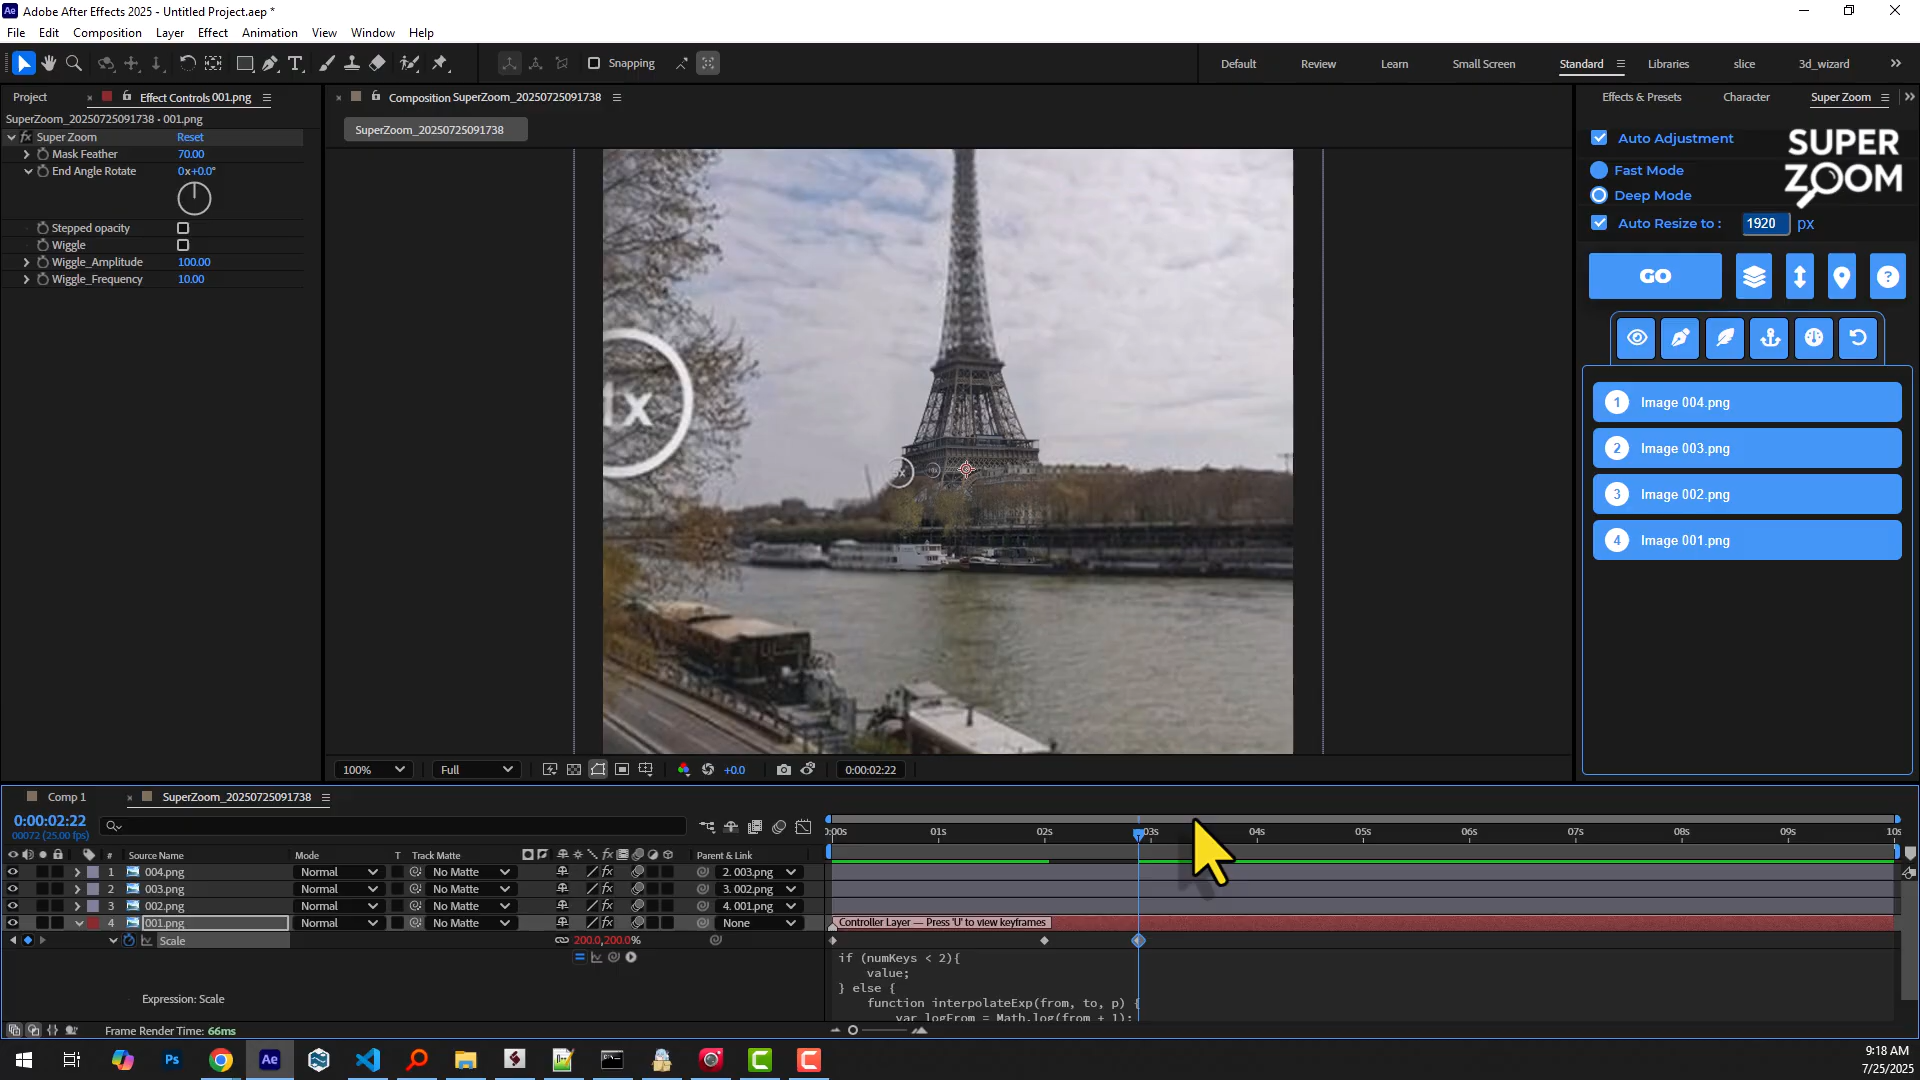 Adobe After Effects 2025 - Untitled Project.aep *
File Edit Composition Layer Effect Animation View Window Help
Snapping
Default Review Learn Small Screen Standard Libraries slice 3d_wizard
Project
Effect Controls 001.png
SuperZoom_20250725091738 • 001.png
fx Super Zoom Reset
Mask Feather 70.00
End Angle Rotate 0x+0.0°
Stepped opacity
Wiggle
Wiggle_Amplitude 100.00
Wiggle_Frequency 10.00
Composition SuperZoom_20250725091738
SuperZoom_20250725091738
1x
100% Full +0.0 0:00:02:22
Effects & Presets Character Super Zoom
Auto Adjustment
Fast Mode
Deep Mode
Auto Resize to : 1920 px
SUPER
ZOOM
GO
1 Image 004.png
2 Image 003.png
3 Image 002.png
4 Image 001.png
Comp 1
SuperZoom_20250725091738
0:00:02:22
00072 (25.00 fps)
01s 02s 03s 04s 05s 06s 07s 08s 09s 10s
# Source Name Mode T Track Matte Parent & Link
1 004.png Normal No Matte 2. 003.png
2 003.png Normal No Matte 3. 002.png
3 002.png Normal No Matte 4. 001.png
4 001.png Normal No Matte None
Controller Layer — Press 'U' to view keyframes
Scale 200.0,200.0%
Expression: Scale
if (numKeys < 2){
value;
} else {
function interpolateExp(from, to, p) {
var logFrom = Math.log(from + 1);
Frame Render Time: 66ms
Ps
Ae
9:18 AM
7/25/2025